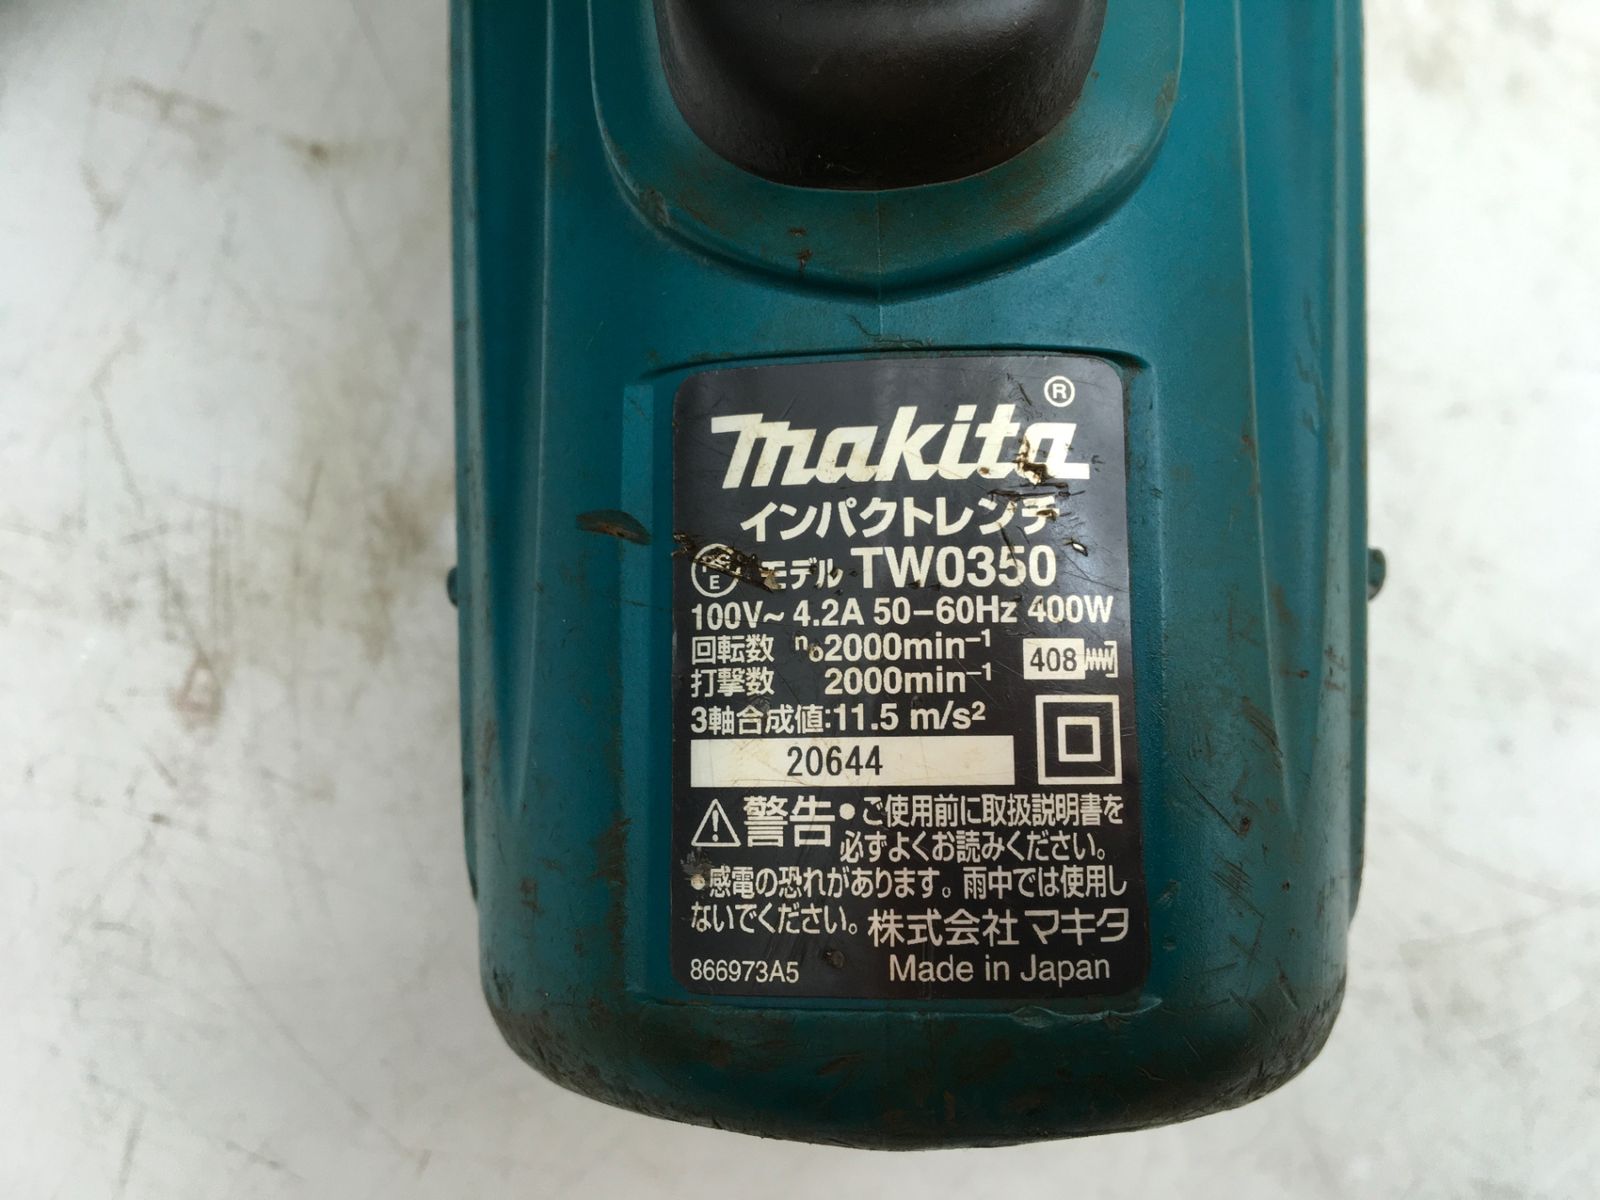 makita®
インパクトレンチ
モデル TW0350
100V~ 4.2A 50-60Hz 400W
回転数 n₀2000min⁻¹
408
打撃数 2000min⁻¹
3軸合成値:11.5 m/s²
20644
⚠警告•ご使用前に取扱説明書を
必ずよくお読みください。
•感電の恐れがあります。雨中では使用し
ないでください。株式会社マキタ
866973A5 Made in Japan